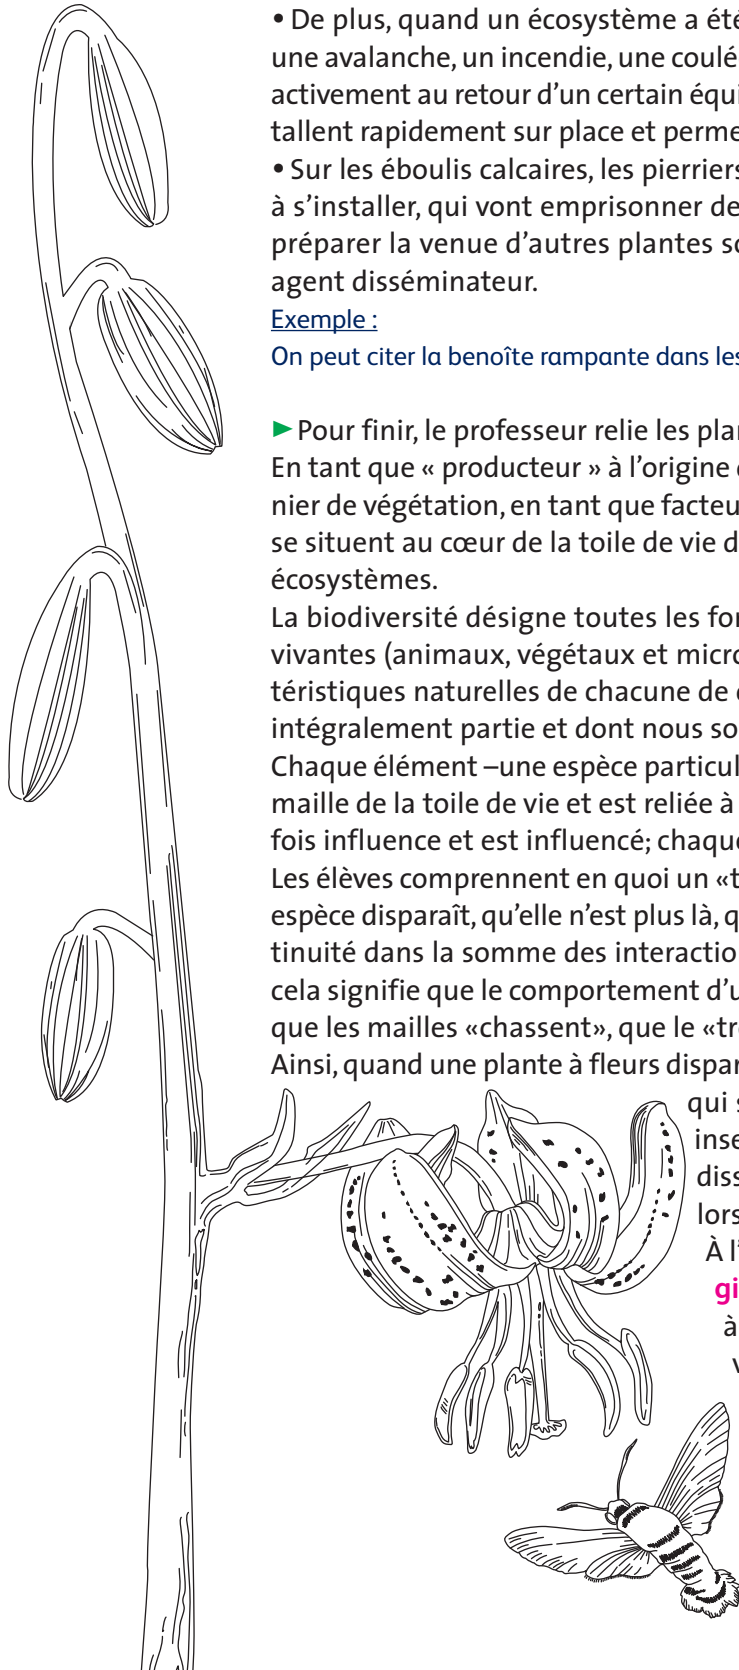 • De plus, quand un écosystème a été
une avalanche, un incendie, une coulé
activement au retour d’un certain équi
tallent rapidement sur place et perme
• Sur les éboulis calcaires, les pierriers
à s’installer, qui vont emprisonner de
préparer la venue d’autres plantes so
agent disséminateur.
Exemple :
On peut citer la benoîte rampante dans les
► Pour finir, le professeur relie les plan
En tant que « producteur » à l’origine
nier de végétation, en tant que facteu
se situent au cœur de la toile de vie d
écosystèmes.
La biodiversité désigne toutes les for
vivantes (animaux, végétaux et micro
téristiques naturelles de chacune de
intégralement partie et dont nous so
Chaque élément –une espèce particul
maille de la toile de vie et est reliée à
fois influence et est influencé; chaque
Les élèves comprennent en quoi un «t
espèce disparaît, qu’elle n’est plus là, q
tinuité dans la somme des interactio
cela signifie que le comportement d’u
que les mailles «chassent», que le «tr
Ainsi, quand une plante à fleurs dispar
qui s
inse
diss
lors
À l’
gi
à
v